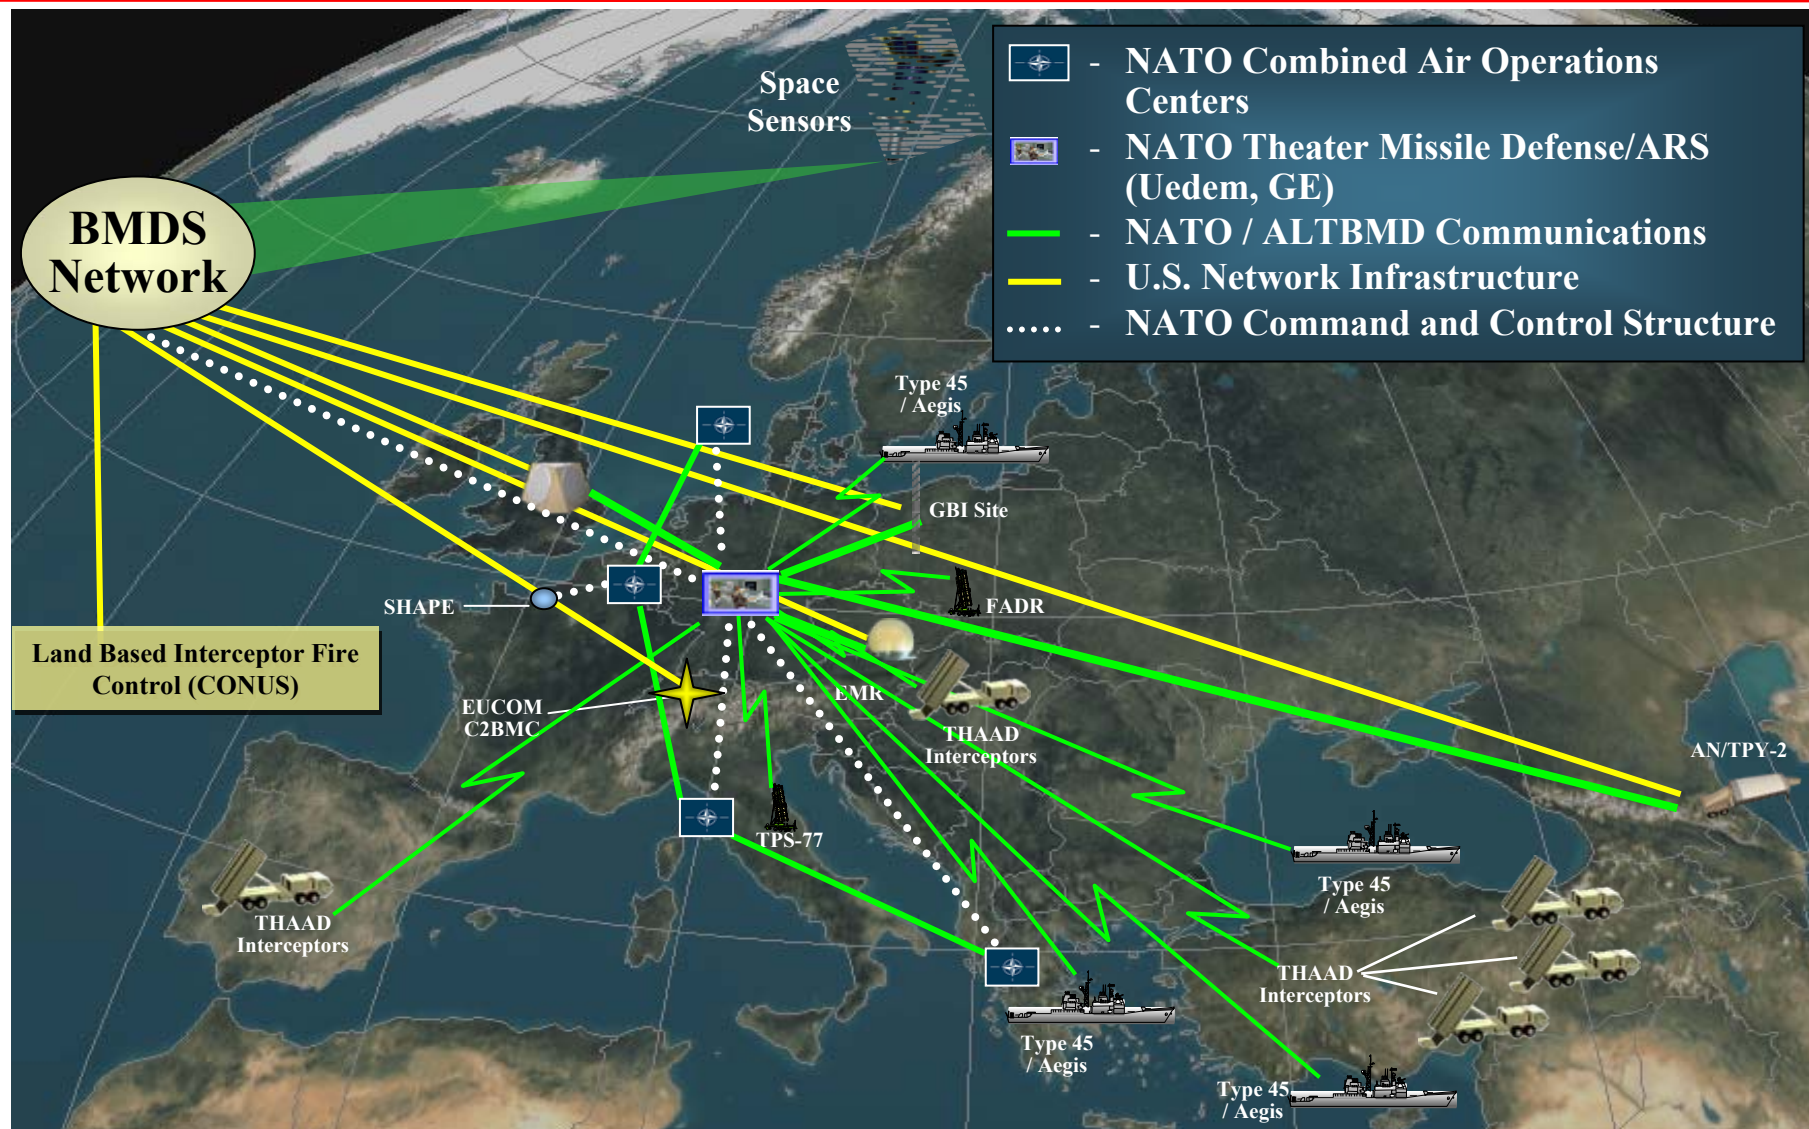 Space
Sensors
NATO Combined Air Operations
Centers
NATO Theater Missile Defense/ARS
(Uedem, GE)
NATO / ALTBMD Communications
U.S. Network Infrastructure
NATO Command and Control Structure
BMDS
Network
Type 45
/ Aegis
GBI Site
SHAPE
FADR
Land Based Interceptor Fire
Control (CONUS)
EUCOM
C2BMC
EMR
THAAD
Interceptors
AN/TPY-2
TPS-77
Type 45
/ Aegis
THAAD
Interceptors
THAAD
Interceptors
Type 45
/ Aegis
Type 45
/ Aegis